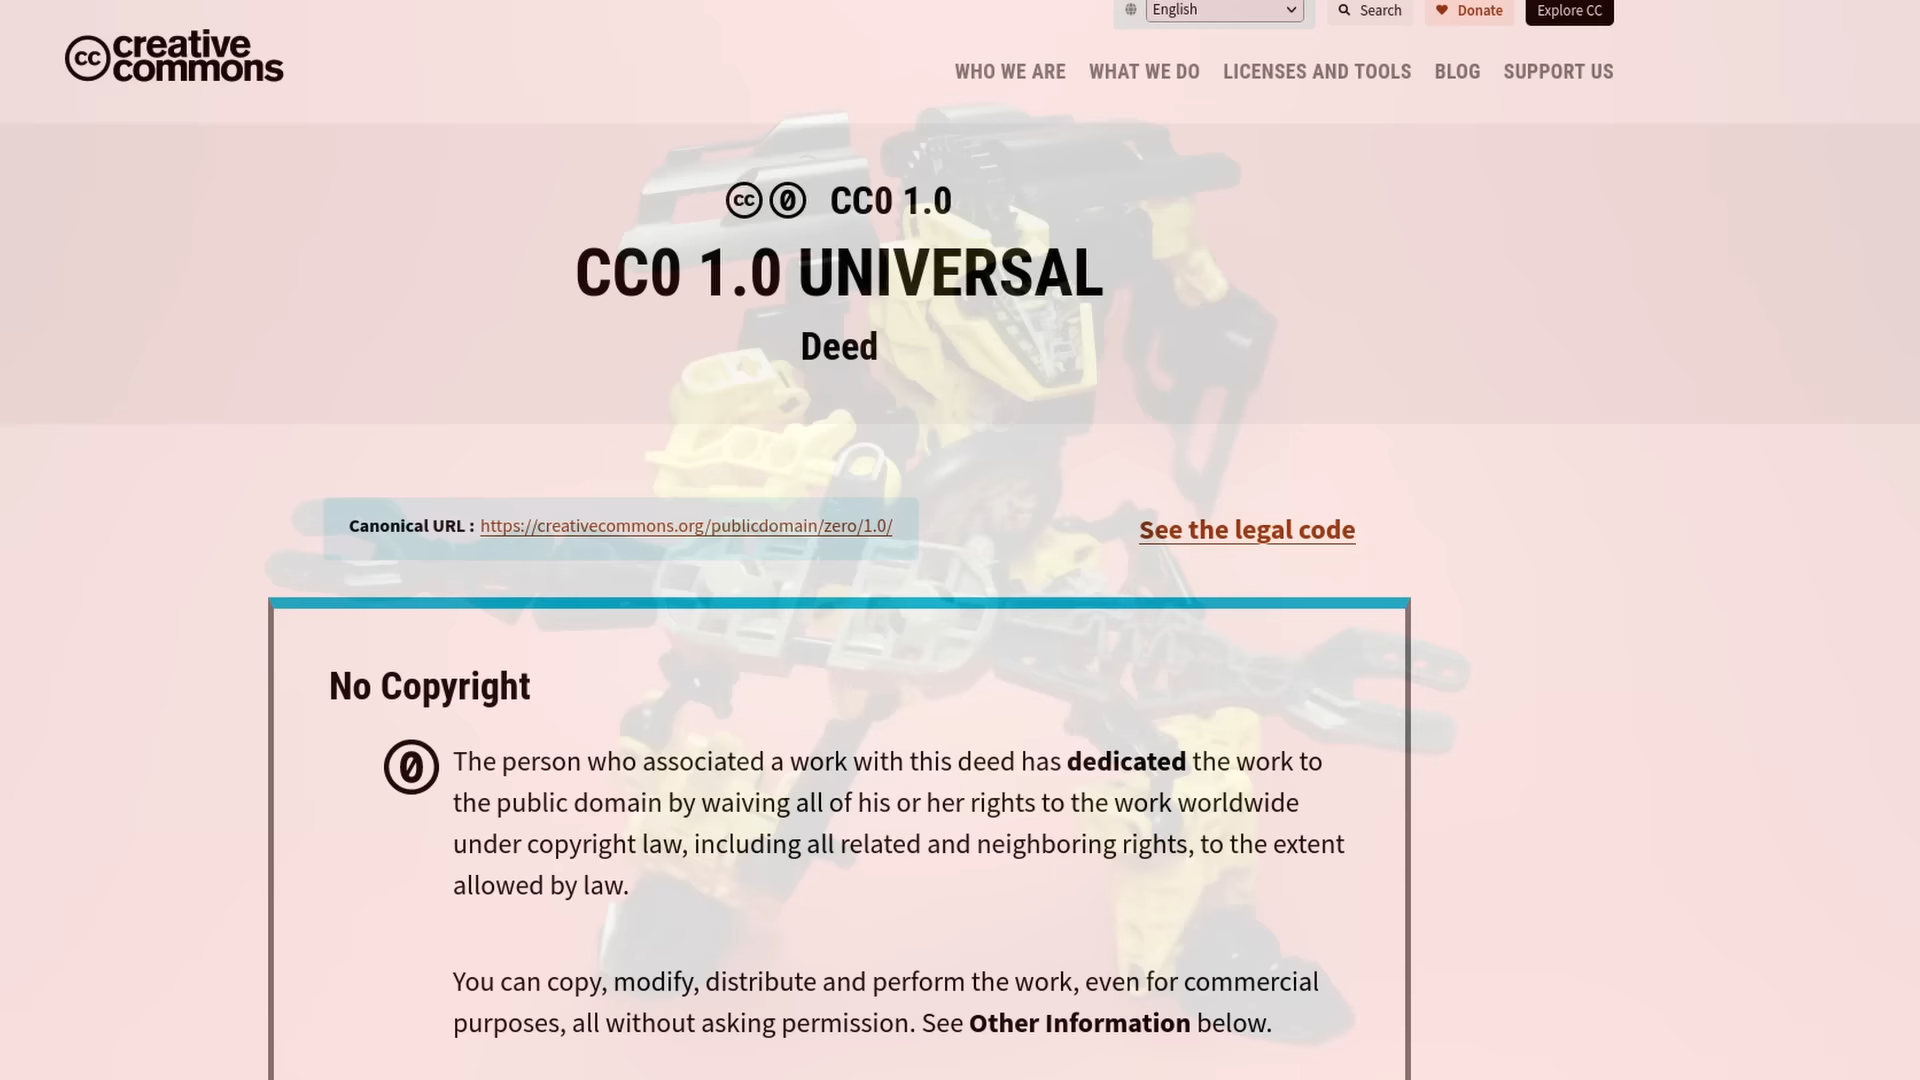 English
Search
Donate
Explore CC
creative
commons
WHO WE ARE
WHAT WE DO
LICENSES AND TOOLS
BLOG
SUPPORT US
CC0 1.0
CC0 1.0 UNIVERSAL
Deed
Canonical URL : https://creativecommons.org/publicdomain/zero/1.0/
See the legal code
No Copyright
The person who associated a work with this deed has dedicated the work to
the public domain by waiving all of his or her rights to the work worldwide
under copyright law, including all related and neighboring rights, to the extent
allowed by law.
You can copy, modify, distribute and perform the work, even for commercial
purposes, all without asking permission. See Other Information below.